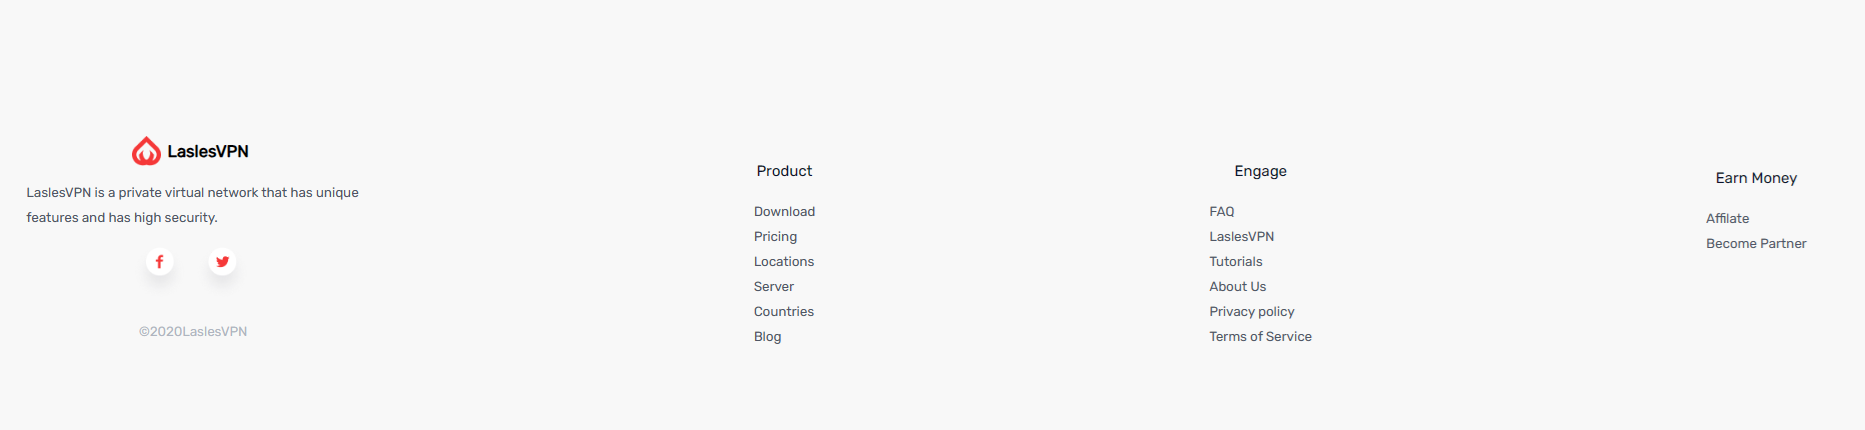 LaslesVPN
LaslesVPN is a private virtual network that has unique
features and has high security.
©2020LaslesVPN
Product
Download
Pricing
Locations
Server
Countries
Blog
Engage
FAQ
LaslesVPN
Tutorials
About Us
Privacy policy
Terms of Service
Earn Money
Affilate
Become Partner